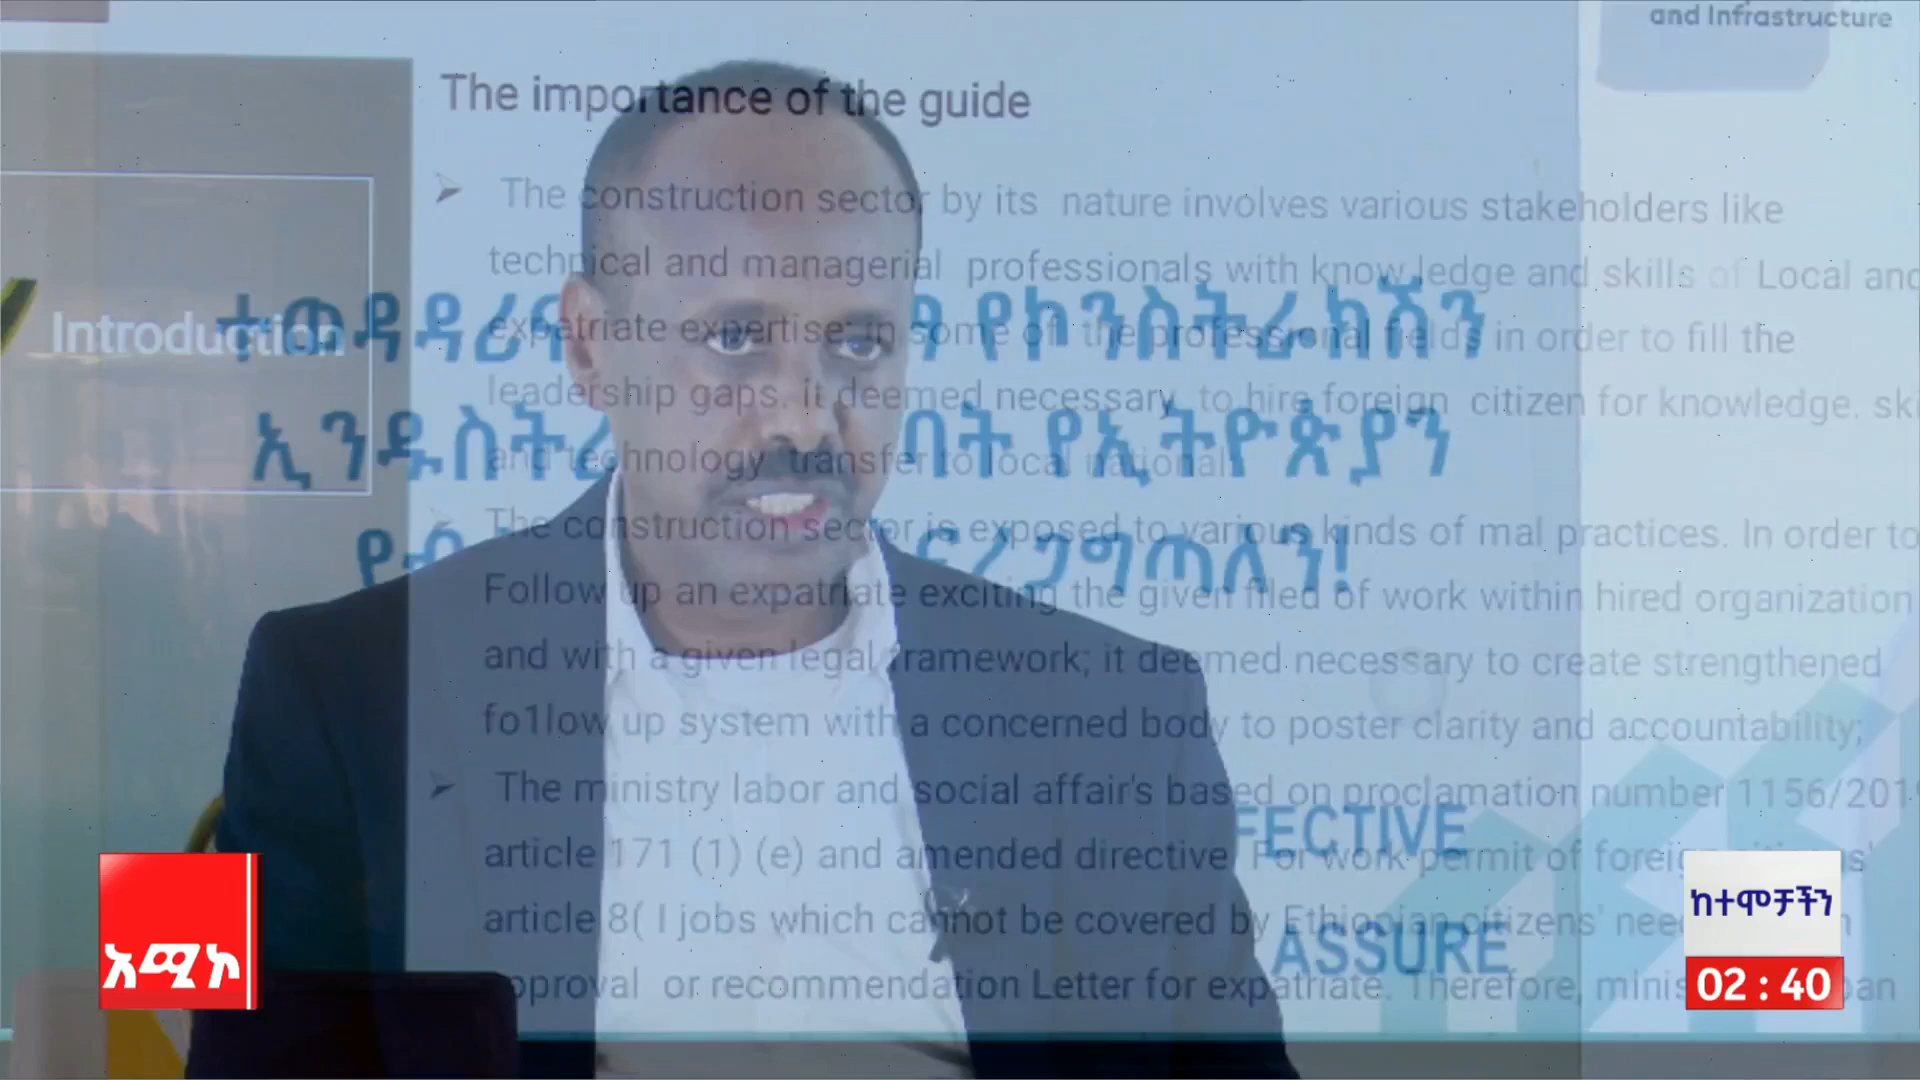 and Infrastructure
The importance of the guide
➢ The construction sector by its nature involves various stakeholders like
technical and managerial professionals with know ledge and skills of Local and
expatriate expertise; in some of the professional fields in order to fill the
leadership gaps, it deemed necessary to hire foreign citizen for knowledge. ski
and technology transfer to local national.
➢ The construction sector is exposed to various kinds of mal practices. In order to
Follow up an expatriate exciting the given filed of work within hired organization
and with a given legal framework; it deemed necessary to create strengthened
fo1low up system with a concerned body to poster clarity and accountability;
➢ The ministry labor and social affair's based on proclamation number 1156/201
article 171 (1) (e) and amended directive For work permit of
article 8( I jobs which cannot be covered by Ethiopian citizens'
or recommendation Letter for expatriate. Therefore,
Introduction
የኮንስትራክሽን
የኢትዮጵያን
ASSURE
አሚኮ
ከተሞቻችን
02 : 40